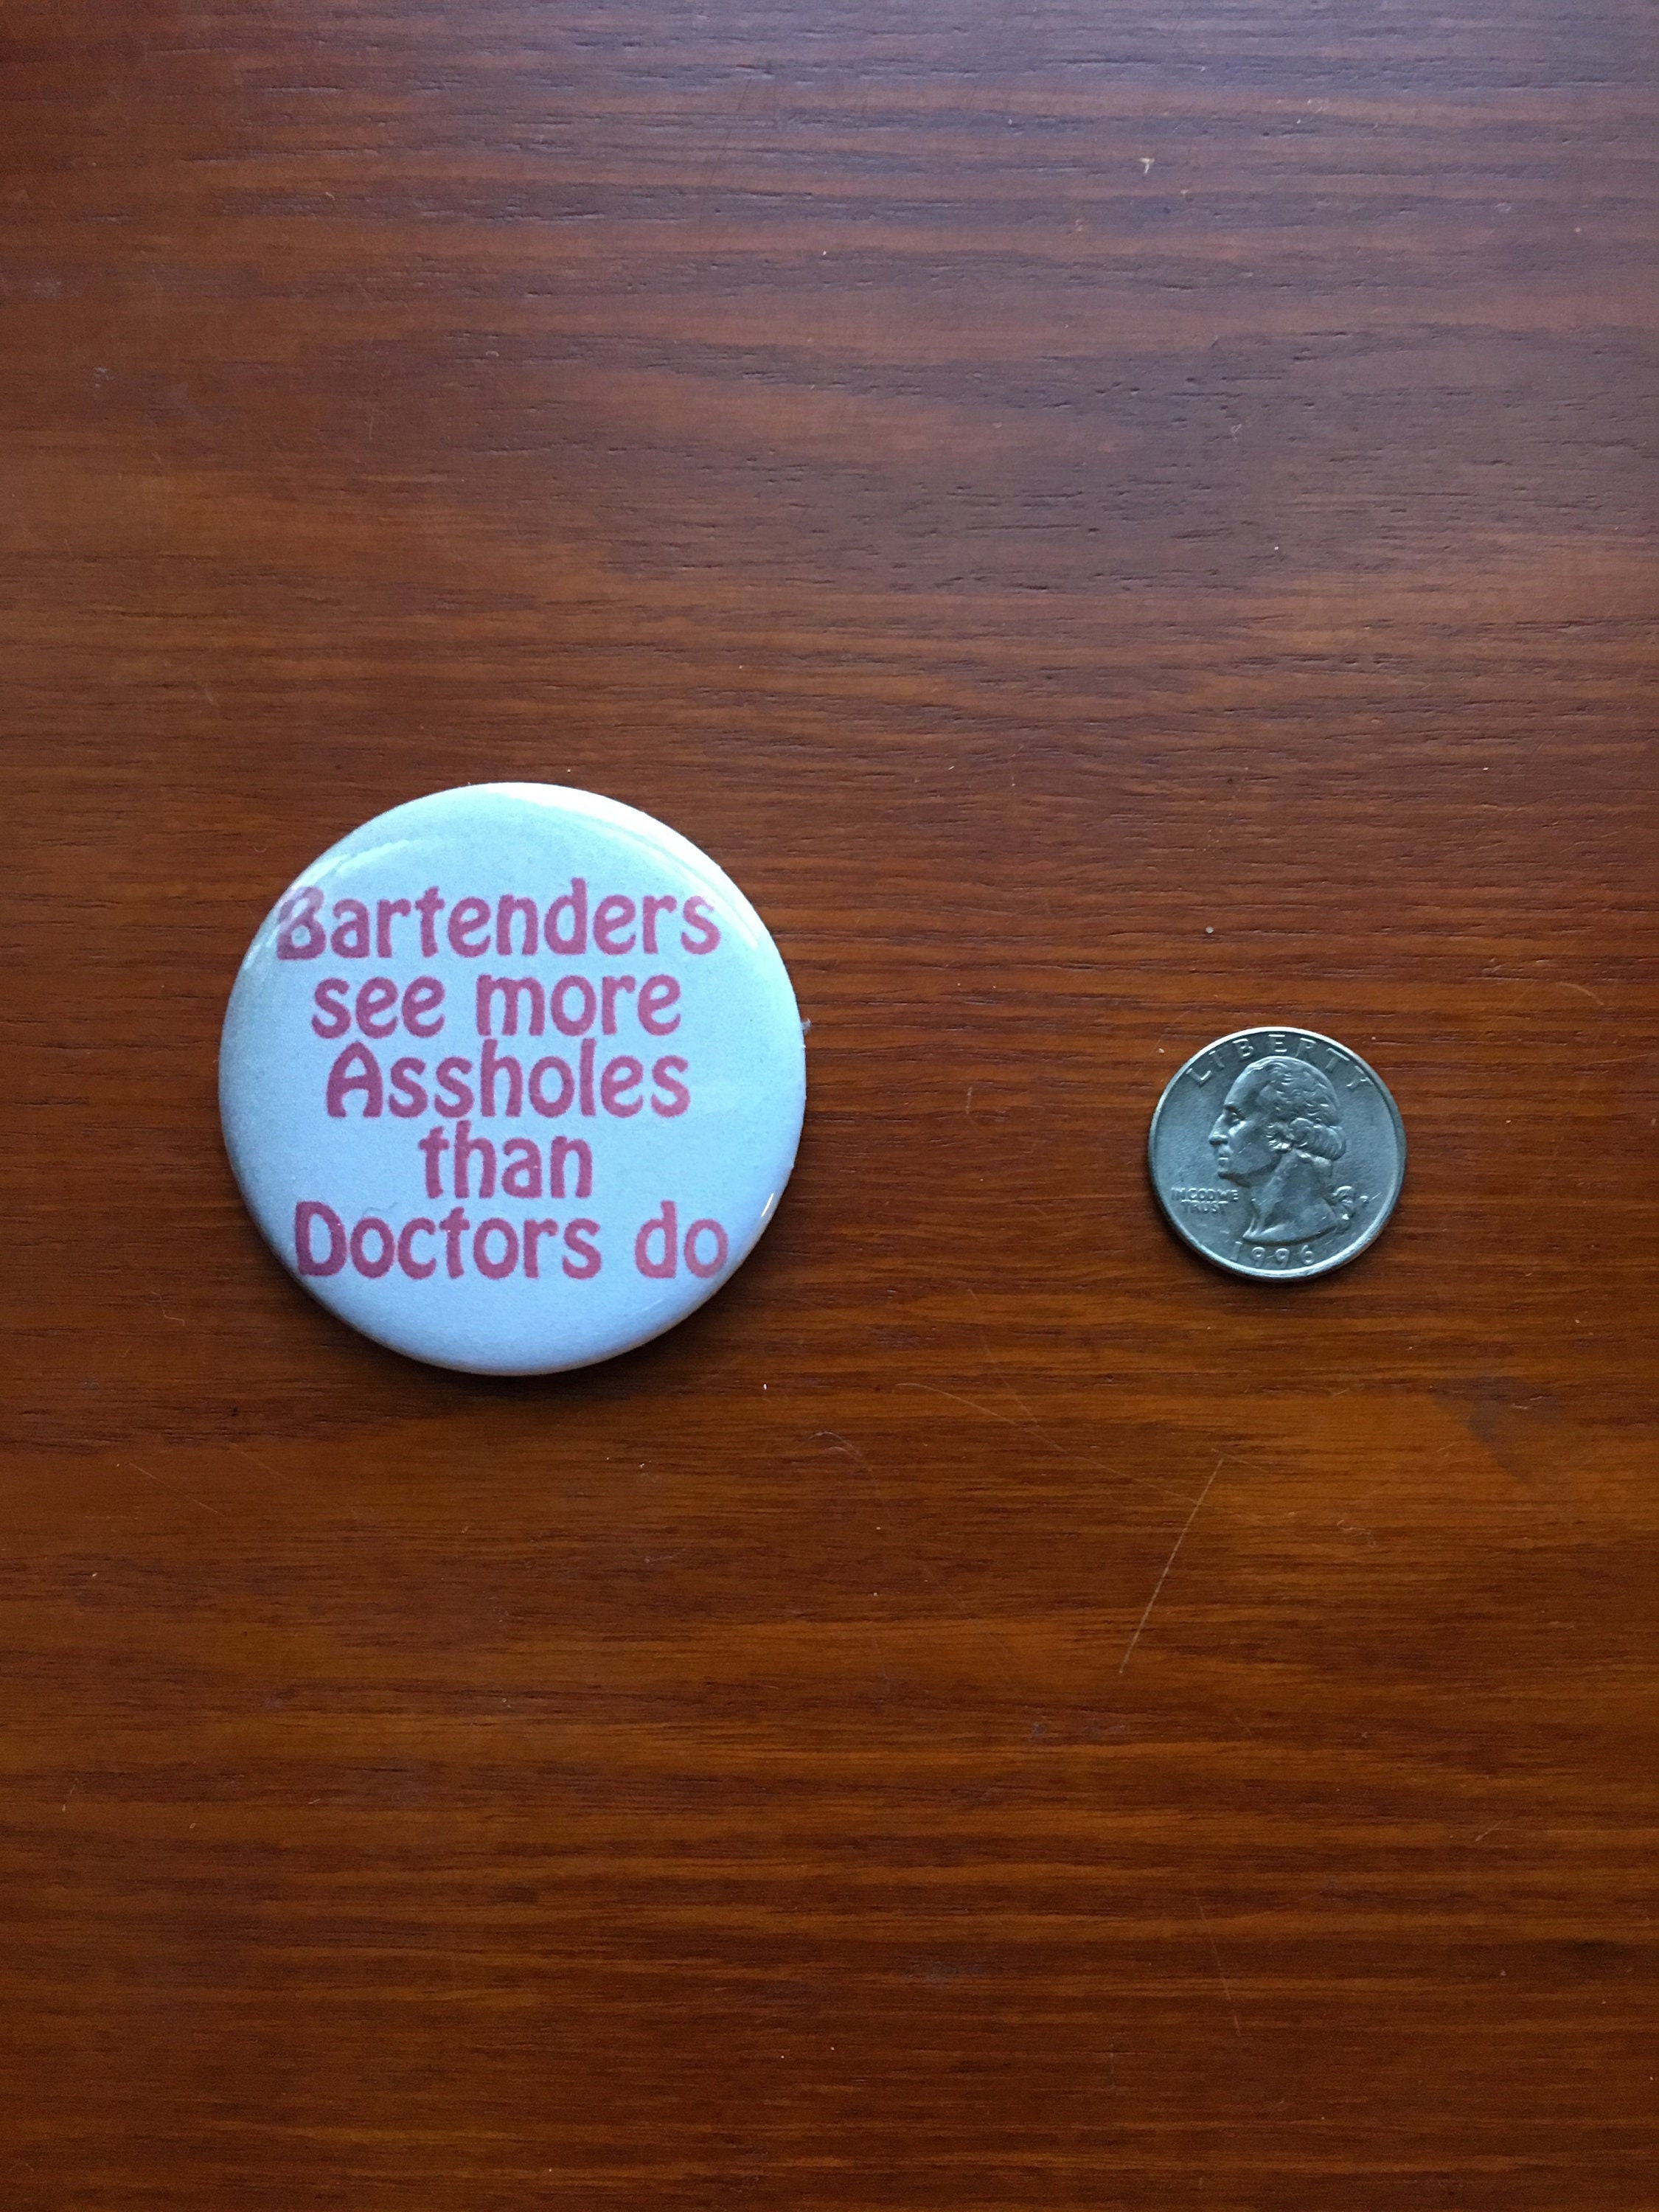 Bartenders
see more
Assholes
than
Doctors do
LIBERTY
IN GOD WE
TRUST
P
1996